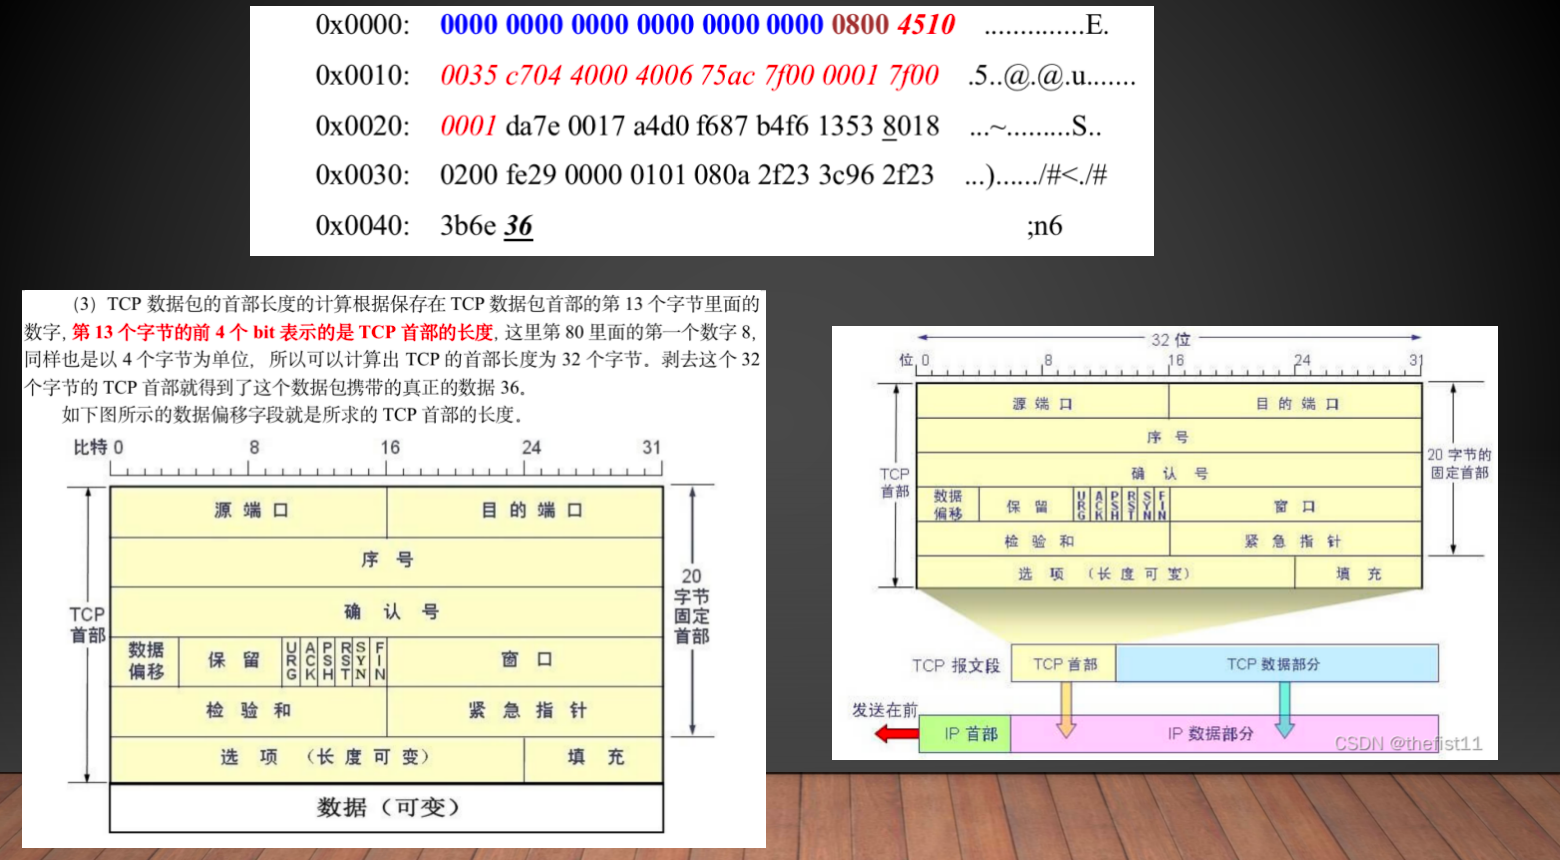 0x0000: 0000 0000 0000 0000 0000 0000 0800 4510 ..............E.
0x0010: 0035 c704 4000 4006 75ac 7f00 0001 7f00 .5..@.@.u.......
0x0020: 0001 da7e 0017 a4d0 f687 b4f6 1353 8018 ...~.........S..
0x0030: 0200 fe29 0000 0101 080a 2f23 3c96 2f23 ...)....../#<./#
0x0040: 3b6e 36 ;n6
（3）TCP 数据包的首部长度的计算根据保存在 TCP 数据包首部的第 13 个字节里面的
数字, 第 13 个字节的前 4 个 bit 表示的是 TCP 首部的长度, 这里第 80 里面的第一个数字 8,
同样也是以 4 个字节为单位, 所以可以计算出 TCP 的首部长度为 32 个字节。剥去这个 32
个字节的 TCP 首部就得到了这个数据包携带的真正的数据 36。
如下图所示的数据偏移字段就是所求的 TCP 首部的长度。
比特 0 8 16 24 31
源端口 目的端口
序号
确认号
TCP 首部
数据偏移 保留 URG ACK PSH RST SYN FIN 窗口
20 字节固定首部
检验和 紧急指针
选项（长度可变） 填充
数据（可变）
32 位
位 0 8 16 24 31
源端口 目的端口
序号
确认号
TCP 首部
20 字节的固定首部
数据偏移 保留 URG ACK PSH RST SYN FIN 窗口
检验和 紧急指针
选项（长度可变） 填充
TCP 报文段 TCP 首部 TCP 数据部分
发送在前
IP 首部 IP 数据部分
CSDN @thefist11